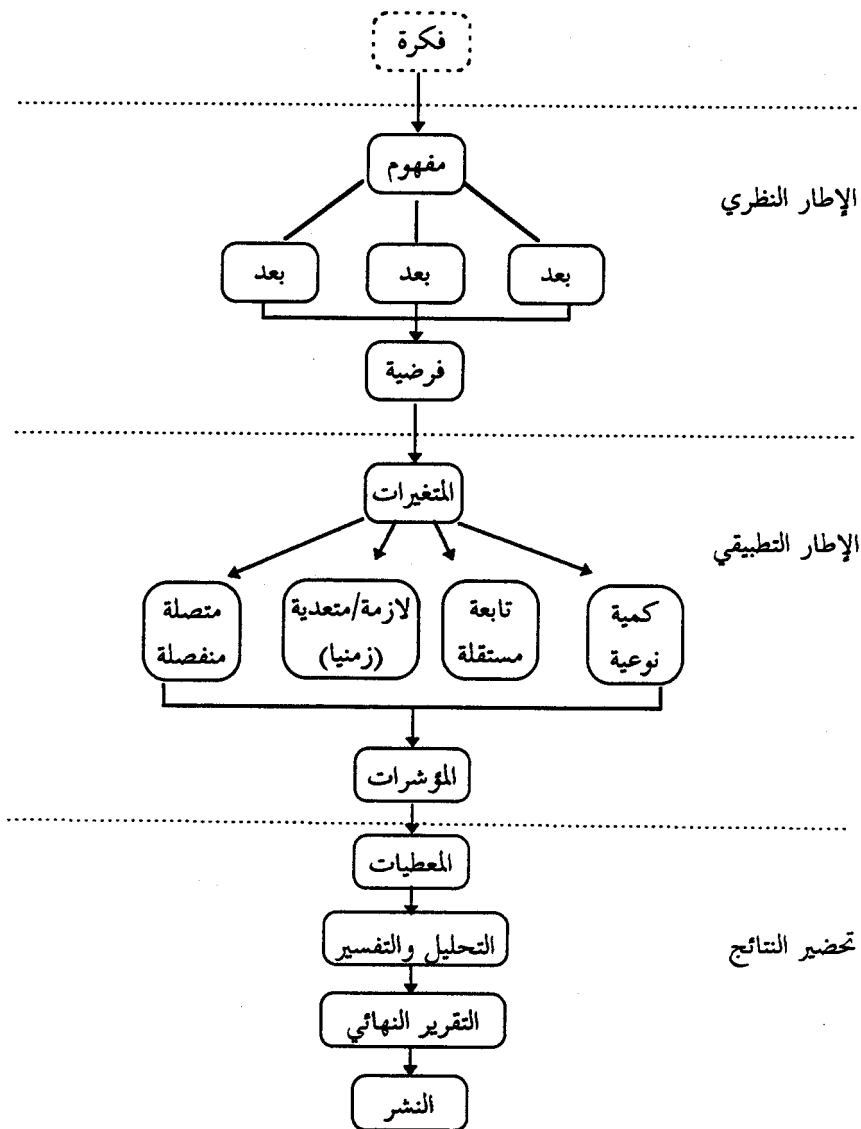 فكرة
مفهوم
الإطار النظري
بعد
بعد
بعد
فرضية
المتغيرات
الإطار التطبيقي
كمية
نوعية
تابعة
مستقلة
لازمة/متعدية
(زمنيا)
متصلة
منفصلة
المؤشرات
المعطيات
التحليل والتفسير
تحضير النتائج
التقرير النهائي
النشر